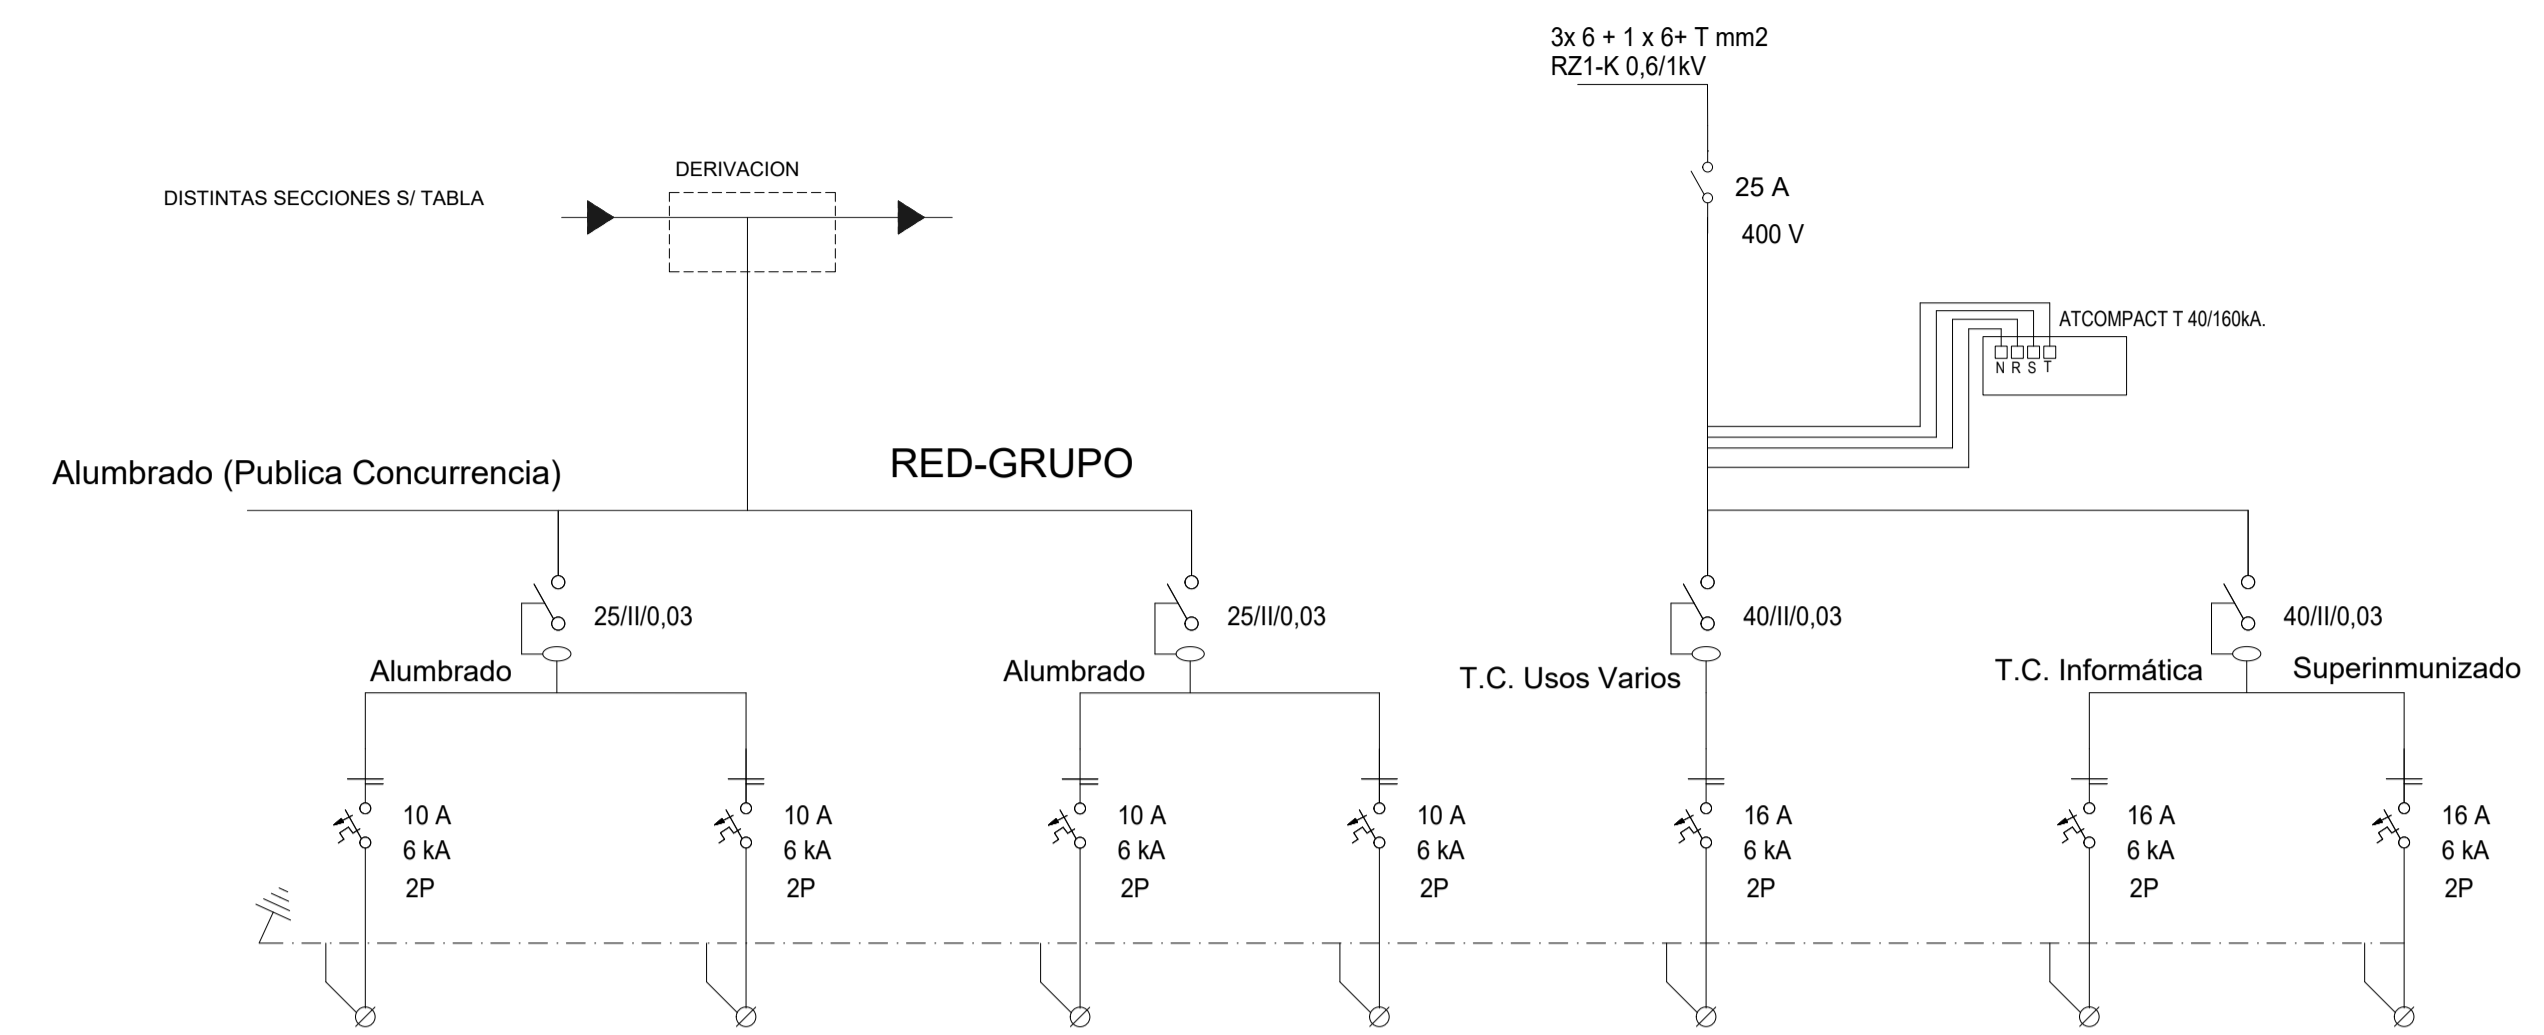 3x 6 + 1 x 6+ T mm2
RZ1-K 0,6/1kV
DERIVACION
DISTINTAS SECCIONES S/ TABLA
25 A
400 V
ATCOMPACT T 40/160kA.
N R S T
Alumbrado (Publica Concurrencia)
RED-GRUPO
25/II/0,03
25/II/0,03
40/II/0,03
40/II/0,03
Alumbrado
Alumbrado
T.C. Usos Varios
T.C. Informática
Superinmunizado
10 A
6 kA
2P
10 A
6 kA
2P
10 A
6 kA
2P
10 A
6 kA
2P
16 A
6 kA
2P
16 A
6 kA
2P
16 A
6 kA
2P